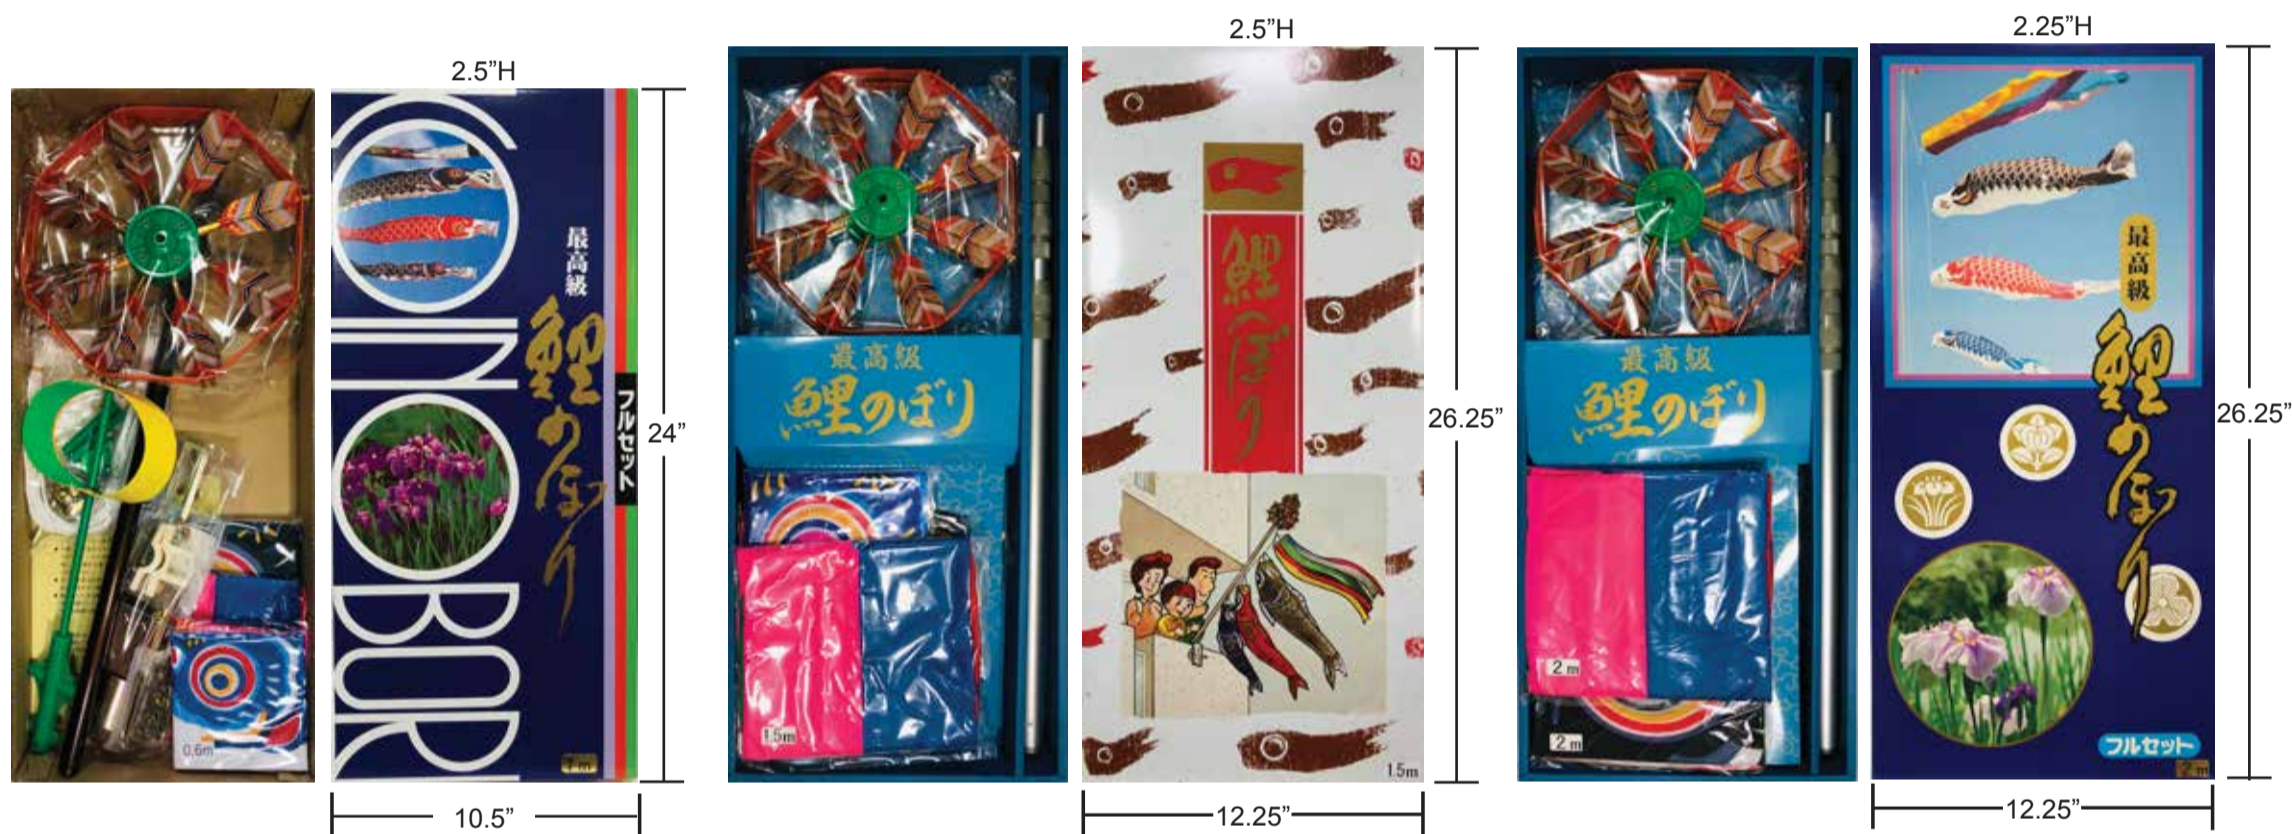 2.5”H
最高級
鯉のぼり
フルセット
24”
0.6m
1m
10.5”
最高級
鯉のぼり
1.5m
2.5”H
鯉のぼり
1.5m
26.25”
12.25”
最高級
鯉のぼり
2m
2m
2.25”H
最高級
鯉のぼり
フルセット
2m
26.25”
12.25”